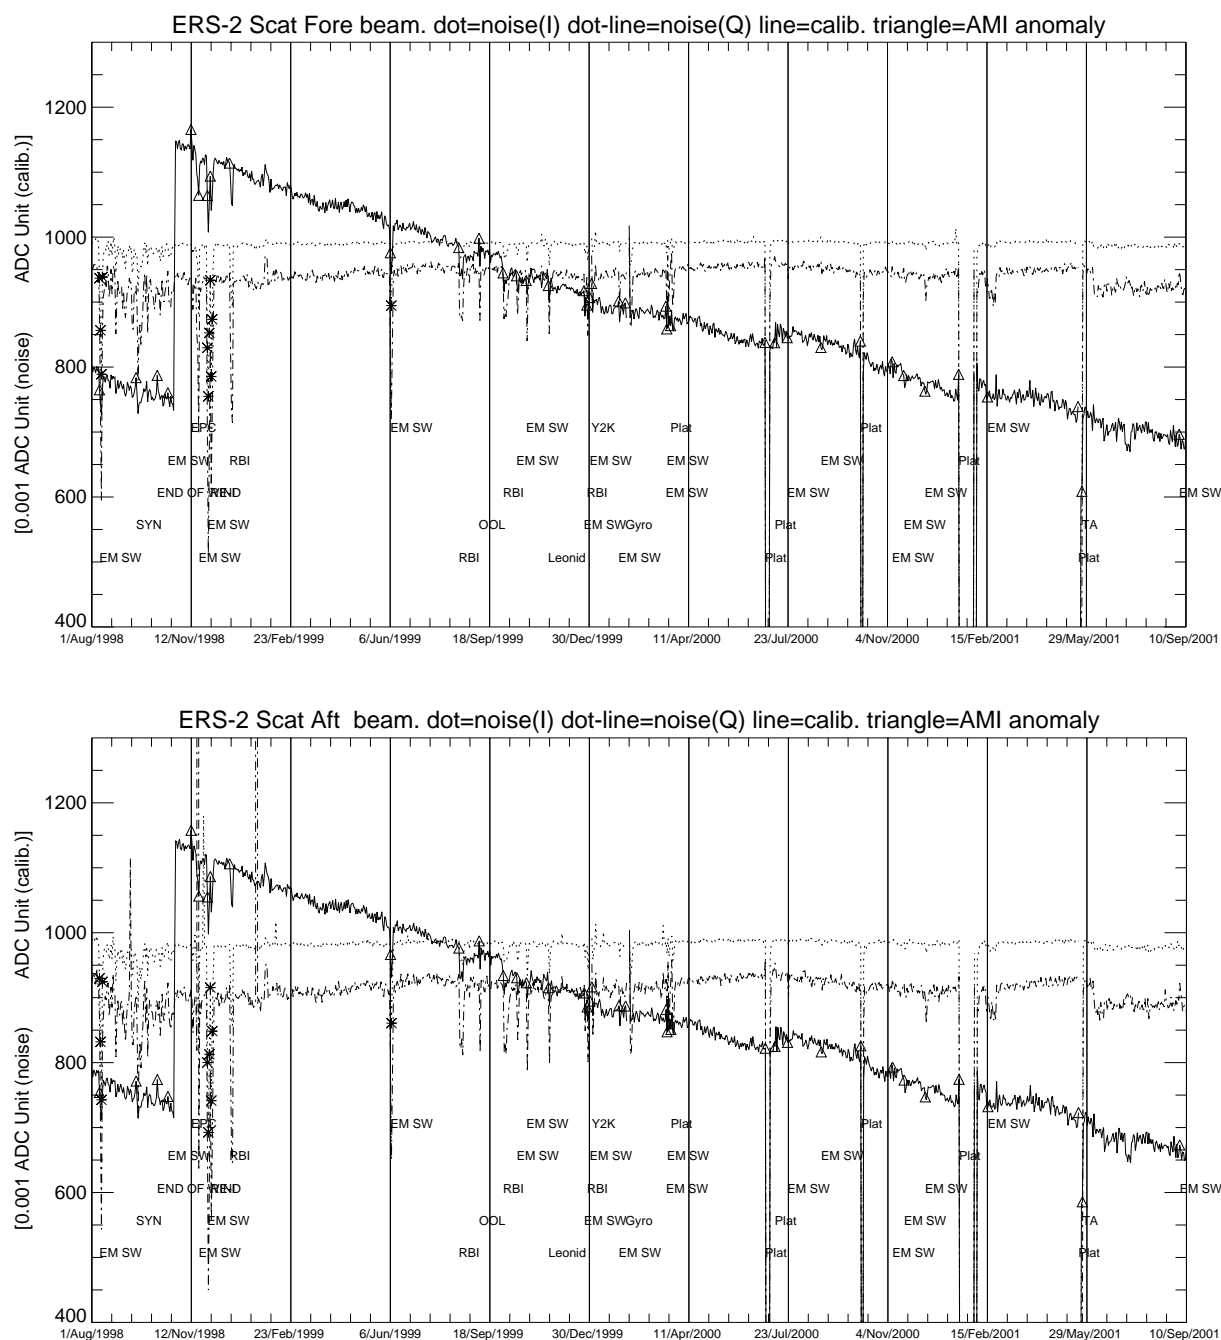 ERS-2 Scat Fore beam. dot=noise(I) dot-line=noise(Q) line=calib. triangle=AMI anomaly
[0.001 ADC Unit (noise) ADC Unit (calib.)]
1200
1000
800
600
400
EPC EM SW EM SW Y2K Plat Plat EM SW
EM SW RBI EM SW EM SW EM SW EM SW Plat
END OF RBI RBI EM SW EM SW EM SW EM SW
SYN EM SW OOL EM SW Gyro Plat EM SW TA
EM SW EM SW RBI Leonid EM SW Plat EM SW Plat
1/Aug/1998 12/Nov/1998 23/Feb/1999 6/Jun/1999 18/Sep/1999 30/Dec/1999 11/Apr/2000 23/Jul/2000 4/Nov/2000 15/Feb/2001 29/May/2001 10/Sep/2001
ERS-2 Scat Aft beam. dot=noise(I) dot-line=noise(Q) line=calib. triangle=AMI anomaly
[0.001 ADC Unit (noise) ADC Unit (calib.)]
1200
1000
800
600
400
EPC EM SW EM SW Y2K Plat Plat EM SW
EM SW RBI EM SW EM SW EM SW EM SW Plat
END OF RBI RBI EM SW EM SW EM SW EM SW
SYN EM SW OOL EM SW Gyro Plat EM SW TA
EM SW EM SW RBI Leonid EM SW Plat EM SW Plat
1/Aug/1998 12/Nov/1998 23/Feb/1999 6/Jun/1999 18/Sep/1999 30/Dec/1999 11/Apr/2000 23/Jul/2000 4/Nov/2000 15/Feb/2001 29/May/2001 10/Sep/2001